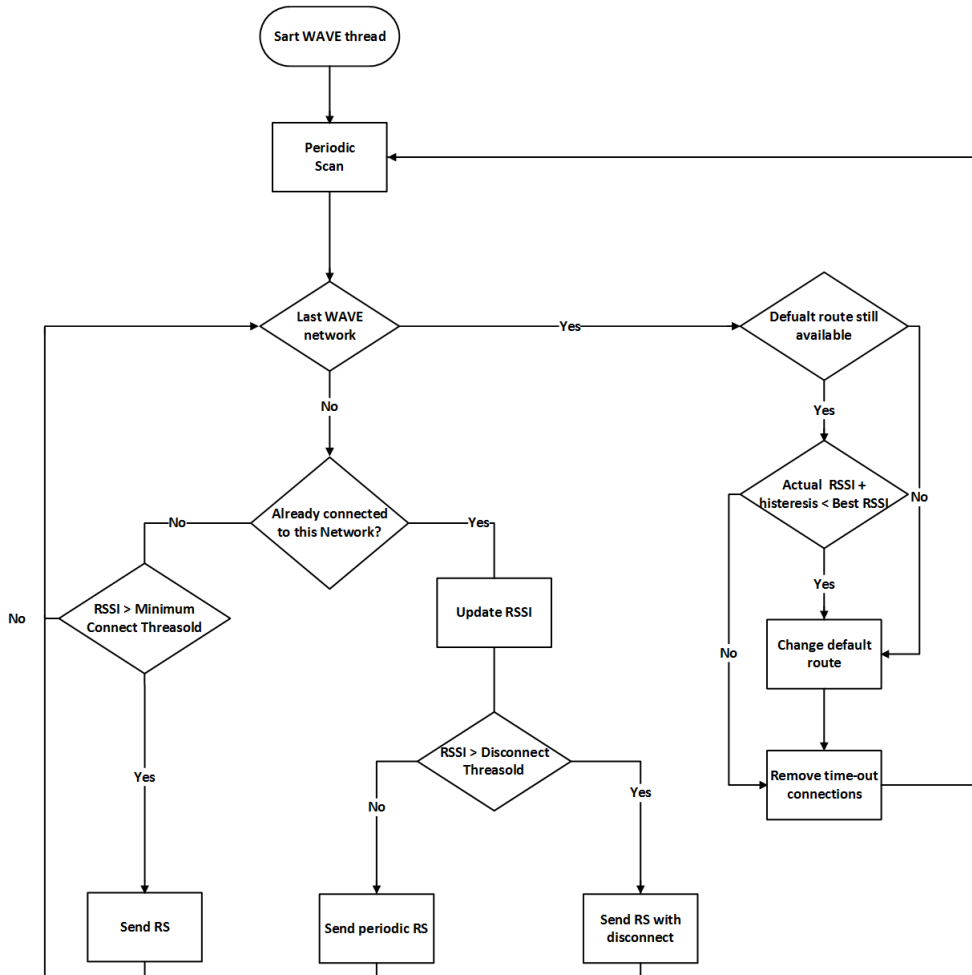 Sart WAVE thread
Periodic
Scan
Last WAVE
network
Yes
Defualt route still
available
No
Yes
Actual RSSI +
histeresis < Best RSSI
No
Already connected
to this Network?
No
Yes
Yes
RSSI > Minimum
Connect Threasold
No
Update RSSI
Change default
route
No
RSSI > Disconnect
Threasold
Yes
No
Yes
Remove time-out
connections
Send RS
Send periodic RS
Send RS with
disconnect